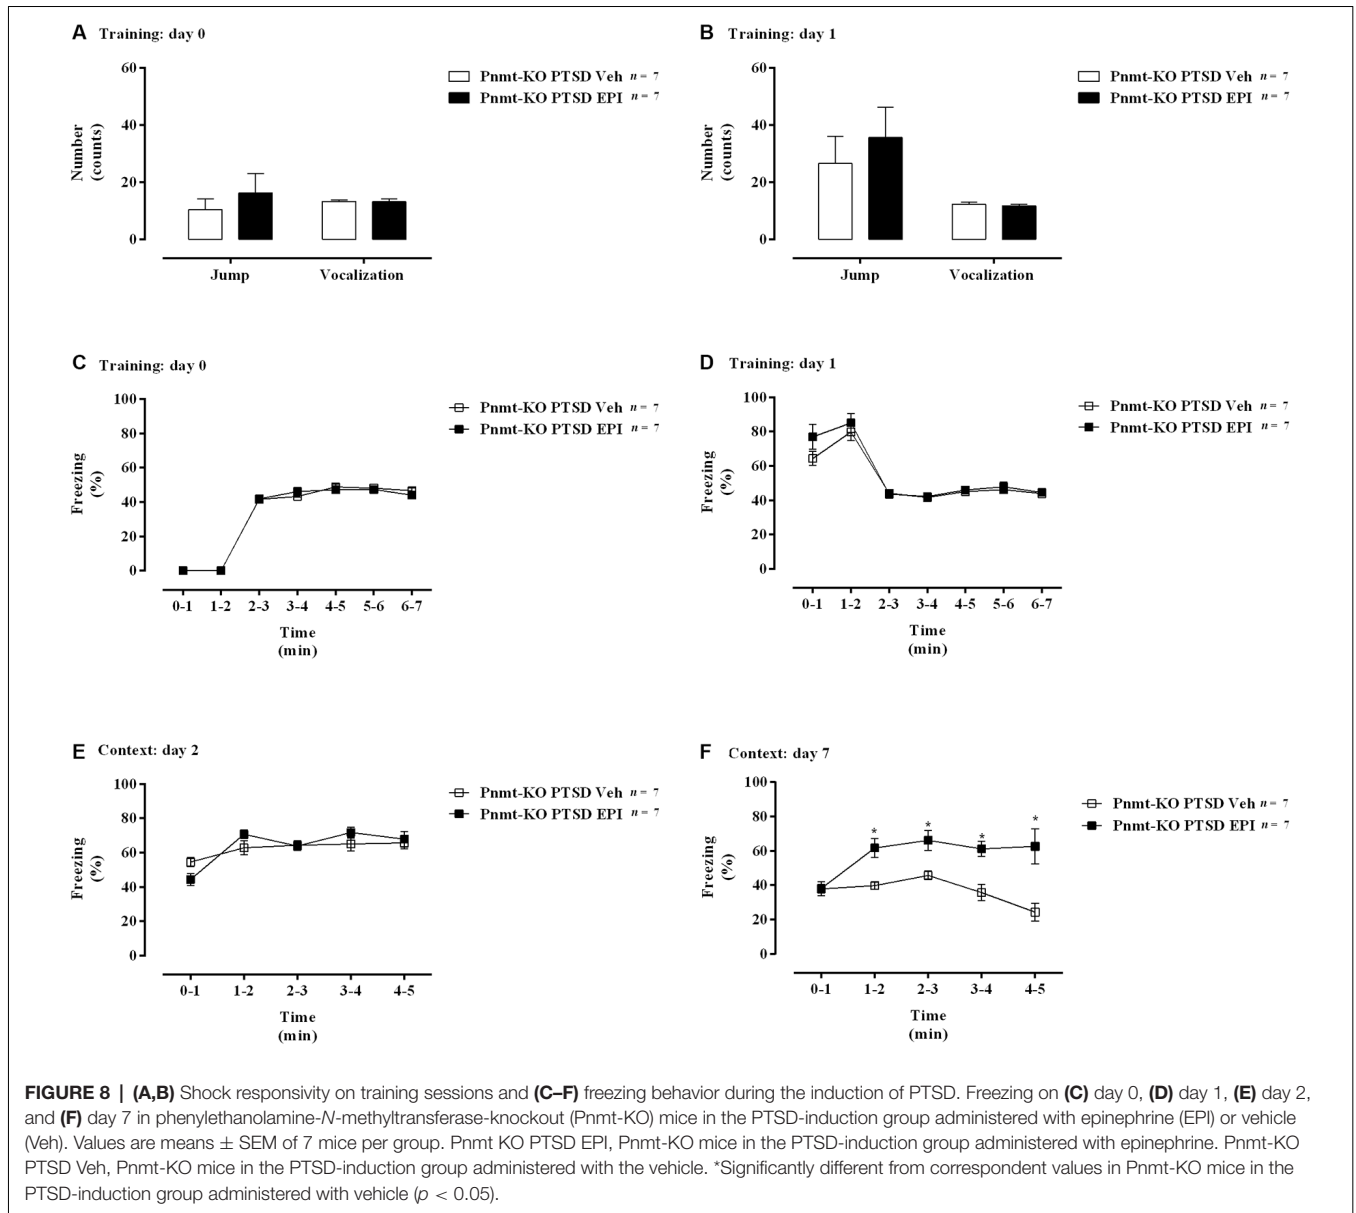 A Training: day 0
60
40
20
0
Number
(counts)
Jump
Vocalization
Pnmt-KO PTSD Veh n = 7
Pnmt-KO PTSD EPI n = 7
B Training: day 1
60
40
20
0
Number
(counts)
Jump
Vocalization
Pnmt-KO PTSD Veh n = 7
Pnmt-KO PTSD EPI n = 7
C Training: day 0
100
80
60
40
20
0
Freezing
(%)
0-1 1-2 2-3 3-4 4-5 5-6 6-7
Time
(min)
Pnmt-KO PTSD Veh n = 7
Pnmt-KO PTSD EPI n = 7
D Training: day 1
100
80
60
40
20
0
Freezing
(%)
0-1 1-2 2-3 3-4 4-5 5-6 6-7
Time
(min)
Pnmt-KO PTSD Veh n = 7
Pnmt-KO PTSD EPI n = 7
E Context: day 2
100
80
60
40
20
0
Freezing
(%)
0-1 1-2 2-3 3-4 4-5
Time
(min)
Pnmt-KO PTSD Veh n = 7
Pnmt-KO PTSD EPI n = 7
F Context: day 7
100
80
60
40
20
0
Freezing
(%)
* * * *
0-1 1-2 2-3 3-4 4-5
Time
(min)
Pnmt-KO PTSD Veh n = 7
Pnmt-KO PTSD EPI n = 7
FIGURE 8 | (A,B) Shock responsivity on training sessions and (C–F) freezing behavior during the induction of PTSD. Freezing on (C) day 0, (D) day 1, (E) day 2,
and (F) day 7 in phenylethanolamine-N-methyltransferase-knockout (Pnmt-KO) mice in the PTSD-induction group administered with epinephrine (EPI) or vehicle
(Veh). Values are means ± SEM of 7 mice per group. Pnmt KO PTSD EPI, Pnmt-KO mice in the PTSD-induction group administered with epinephrine. Pnmt-KO
PTSD Veh, Pnmt-KO mice in the PTSD-induction group administered with the vehicle. *Significantly different from correspondent values in Pnmt-KO mice in the
PTSD-induction group administered with vehicle (p < 0.05).